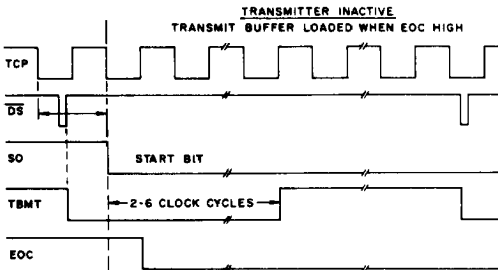 TRANSMITTER INACTIVE
TRANSMIT BUFFER LOADED WHEN EOC HIGH
TCP
DS
SO
START BIT
TBMT
2-6 CLOCK CYCLES
EOC